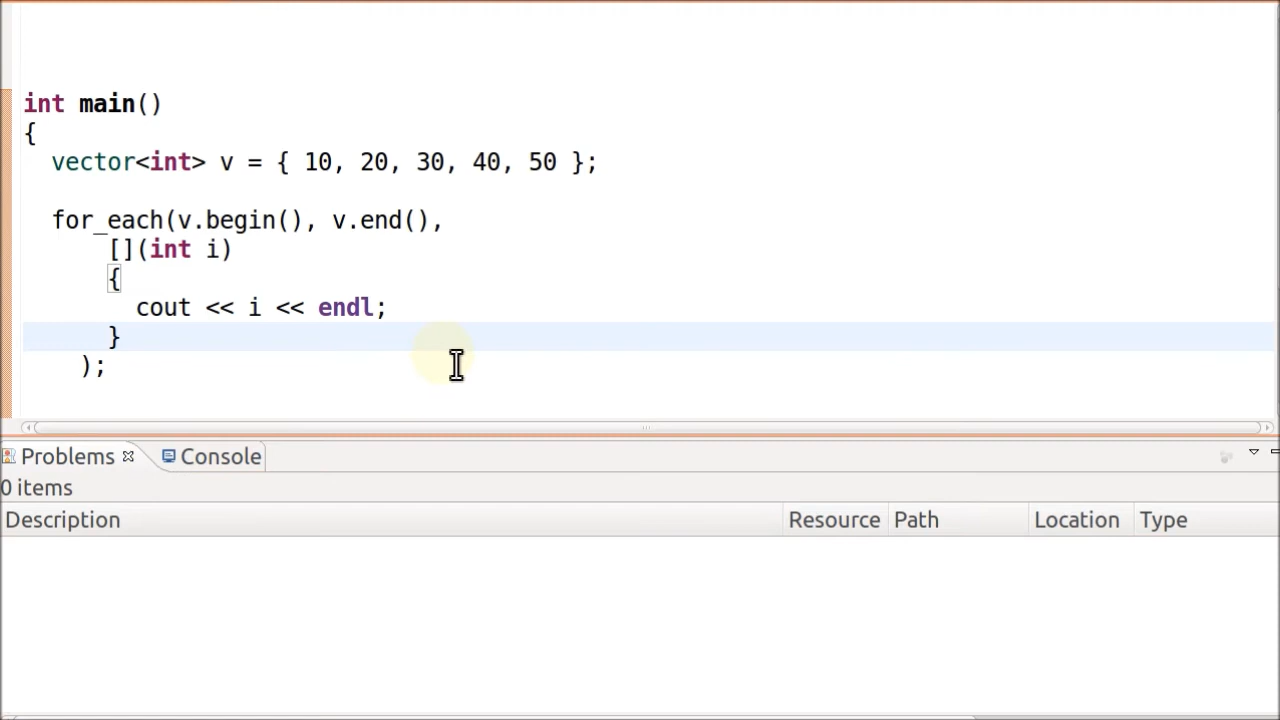 int main()
{
vector<int> v = { 10, 20, 30, 40, 50 };
for_each(v.begin(), v.end(),
[](int i)
{
cout << i << endl;
}
);
Problems Console
0 items
Description Resource Path Location Type